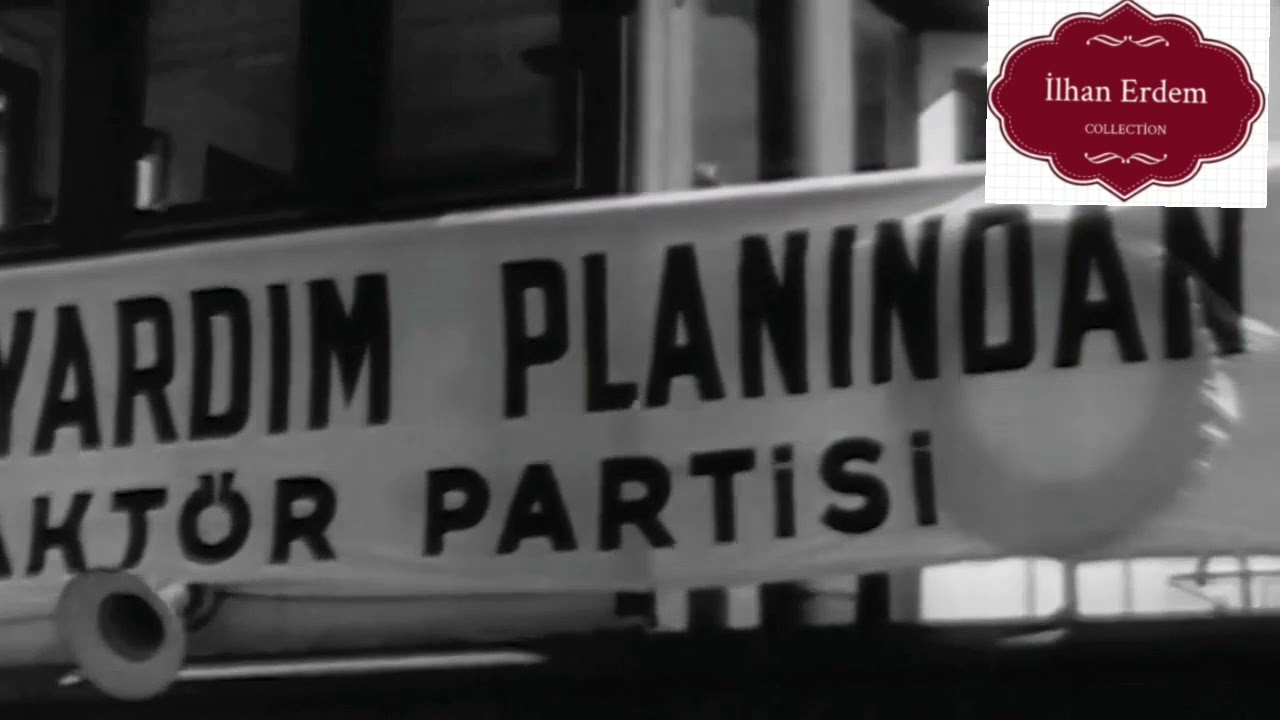 İlhan Erdem
COLLECTİON
YARDIM PLANINDAN
AKTÖR PARTİSİ